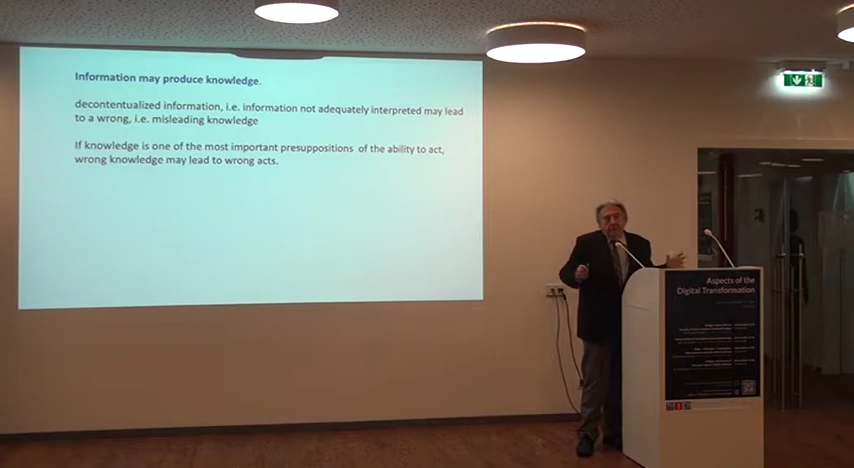 Information may produce knowledge.
decontentualized information, i.e. information not adequately interpreted may lead
to a wrong, i.e. misleading knowledge
If knowledge is one of the most important presuppositions of the ability to act,
wrong knowledge may lead to wrong acts.
Aspects of the
Digital Transformation